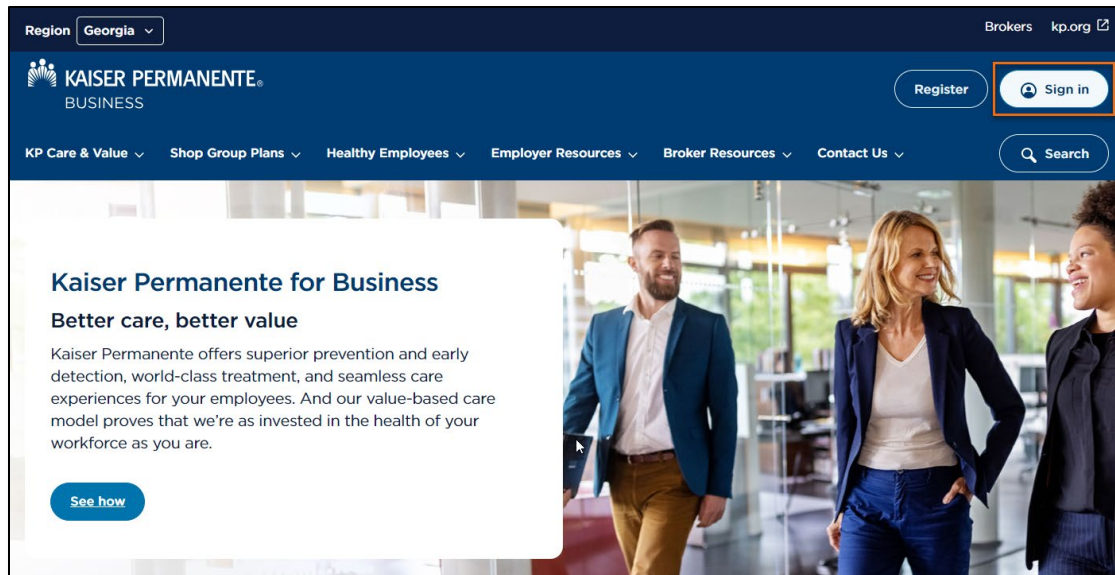 Region Georgia
Brokers kp.org
KAISER PERMANENTE®
BUSINESS
Register Sign in
KP Care & Value Shop Group Plans Healthy Employees Employer Resources Broker Resources Contact Us Search
Kaiser Permanente for Business
Better care, better value
Kaiser Permanente offers superior prevention and early
detection, world-class treatment, and seamless care
experiences for your employees. And our value-based care
model proves that we're as invested in the health of your
workforce as you are.
See how